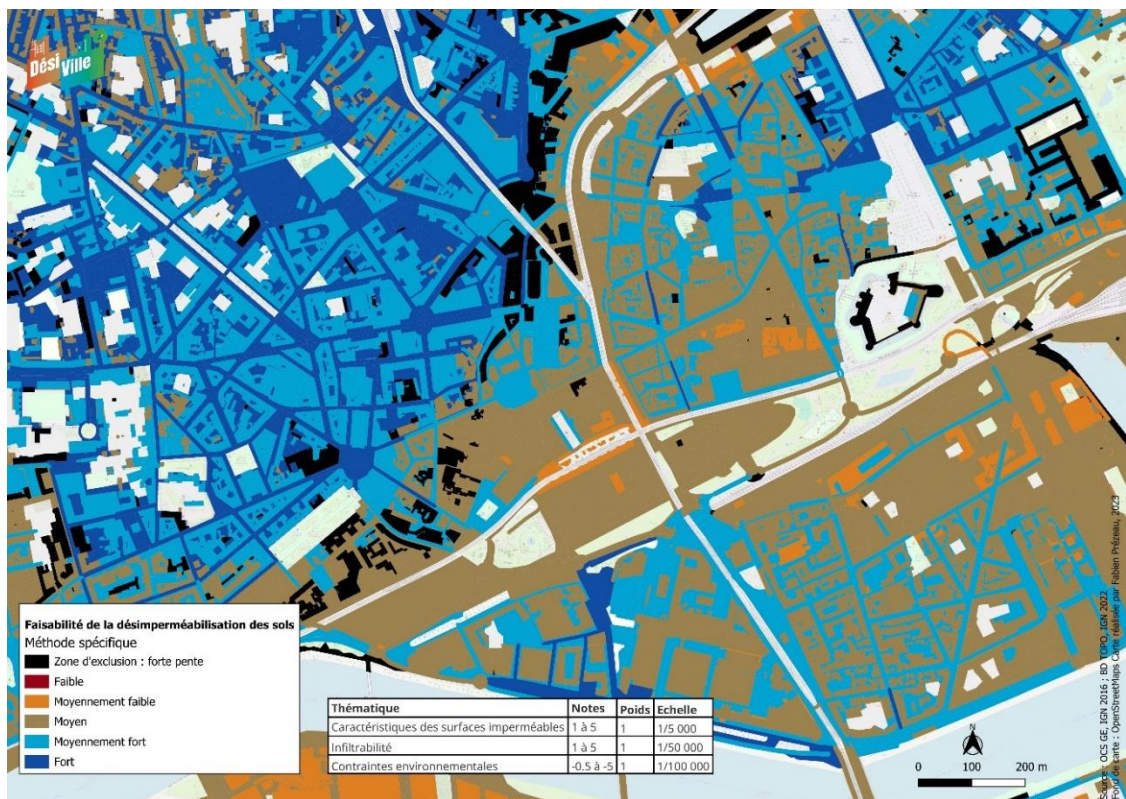 Dési Ville
Faisabilité de la désimperméabilisation des sols
Méthode spécifique
Zone d'exclusion : forte pente
Faible
Moyennement faible
Moyen
Moyennement fort
Fort
Thématique Notes Poids Echelle
Caractéristiques des surfaces imperméables 1 à 5 1 1/5 000
Infiltrabilité 1 à 5 1 1/50 000
Contraintes environnementales -0.5 à -5 1 1/100 000
N
0 100 200 m
Source : OCS GE, IGN 2016 ; BD TOPO, IGN 2022
Fond de carte : OpenStreetMaps Carte réalisée par Fabien Prézeau, 2023